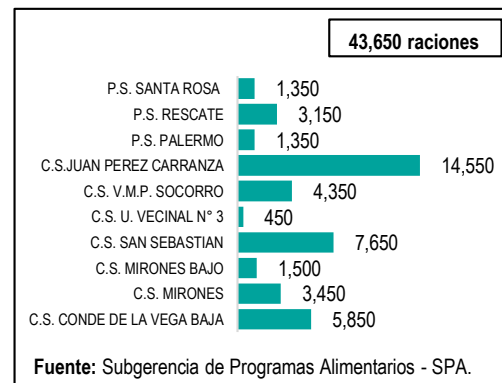 43,650 raciones
P.S. SANTA ROSA 1,350
P.S. RESCATE 3,150
P.S. PALERMO 1,350
C.S.JUAN PEREZ CARRANZA 14,550
C.S. V.M.P. SOCORRO 4,350
C.S. U. VECINAL N° 3 450
C.S. SAN SEBASTIAN 7,650
C.S. MIRONES BAJO 1,500
C.S. MIRONES 3,450
C.S. CONDE DE LA VEGA BAJA 5,850
Fuente: Subgerencia de Programas Alimentarios - SPA.